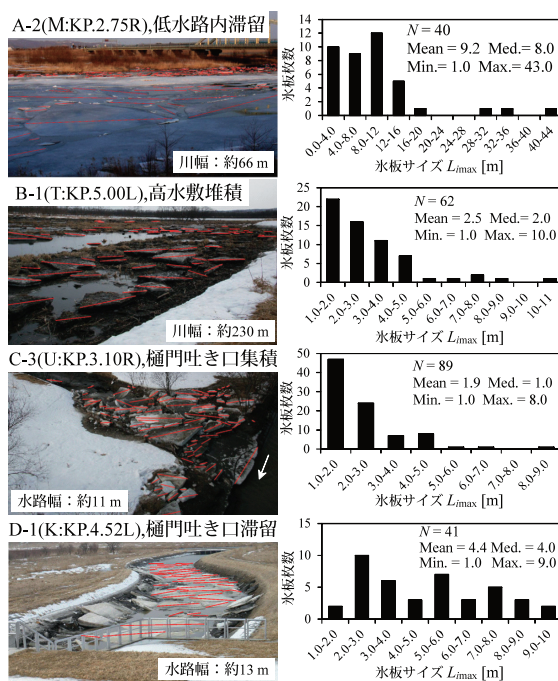 A-2(M:KP.2.75R),低水路内滞留
川幅：約66 m
氷板枚数
14
12
10
8
6
4
2
0
N = 40
Mean = 9.2 Med.= 8.0
Min.= 1.0 Max.= 43.0
0.0-4.0
4.0-8.0
8.0-12
12-16
16-20
20-24
24-28
28-32
32-36
36-40
40-44
氷板サイズ Limax [m]
B-1(T:KP.5.00L),高水敷堆積
川幅：約230 m
氷板枚数
25
20
15
10
5
0
N = 62
Mean = 2.5 Med.= 2.0
Min.= 1.0 Max. = 10.0
1.0-2.0
2.0-3.0
3.0-4.0
4.0-5.0
5.0-6.0
6.0-7.0
7.0-8.0
8.0-9.0
9.0-10
10-11
氷板サイズ Limax [m]
C-3(U:KP.3.10R),樋門吐き口集積
水路幅：約11 m
氷板枚数
50
40
30
20
10
0
N = 89
Mean = 1.9 Med. = 1.0
Min. = 1.0 Max. = 8.0
1.0-2.0
2.0-3.0
3.0-4.0
4.0-5.0
5.0-6.0
6.0-7.0
7.0-8.0
8.0-9.0
氷板サイズ Limax [m]
D-1(K:KP.4.52L),樋門吐き口滞留
水路幅：約13 m
氷板枚数
15
10
5
0
N = 41
Mean = 4.4 Med. = 4.0
Min. = 1.0 Max. = 9.0
1.0-2.0
2.0-3.0
3.0-4.0
4.0-5.0
5.0-6.0
6.0-7.0
7.0-8.0
8.0-9.0
9.0-10
氷板サイズ Limax [m]